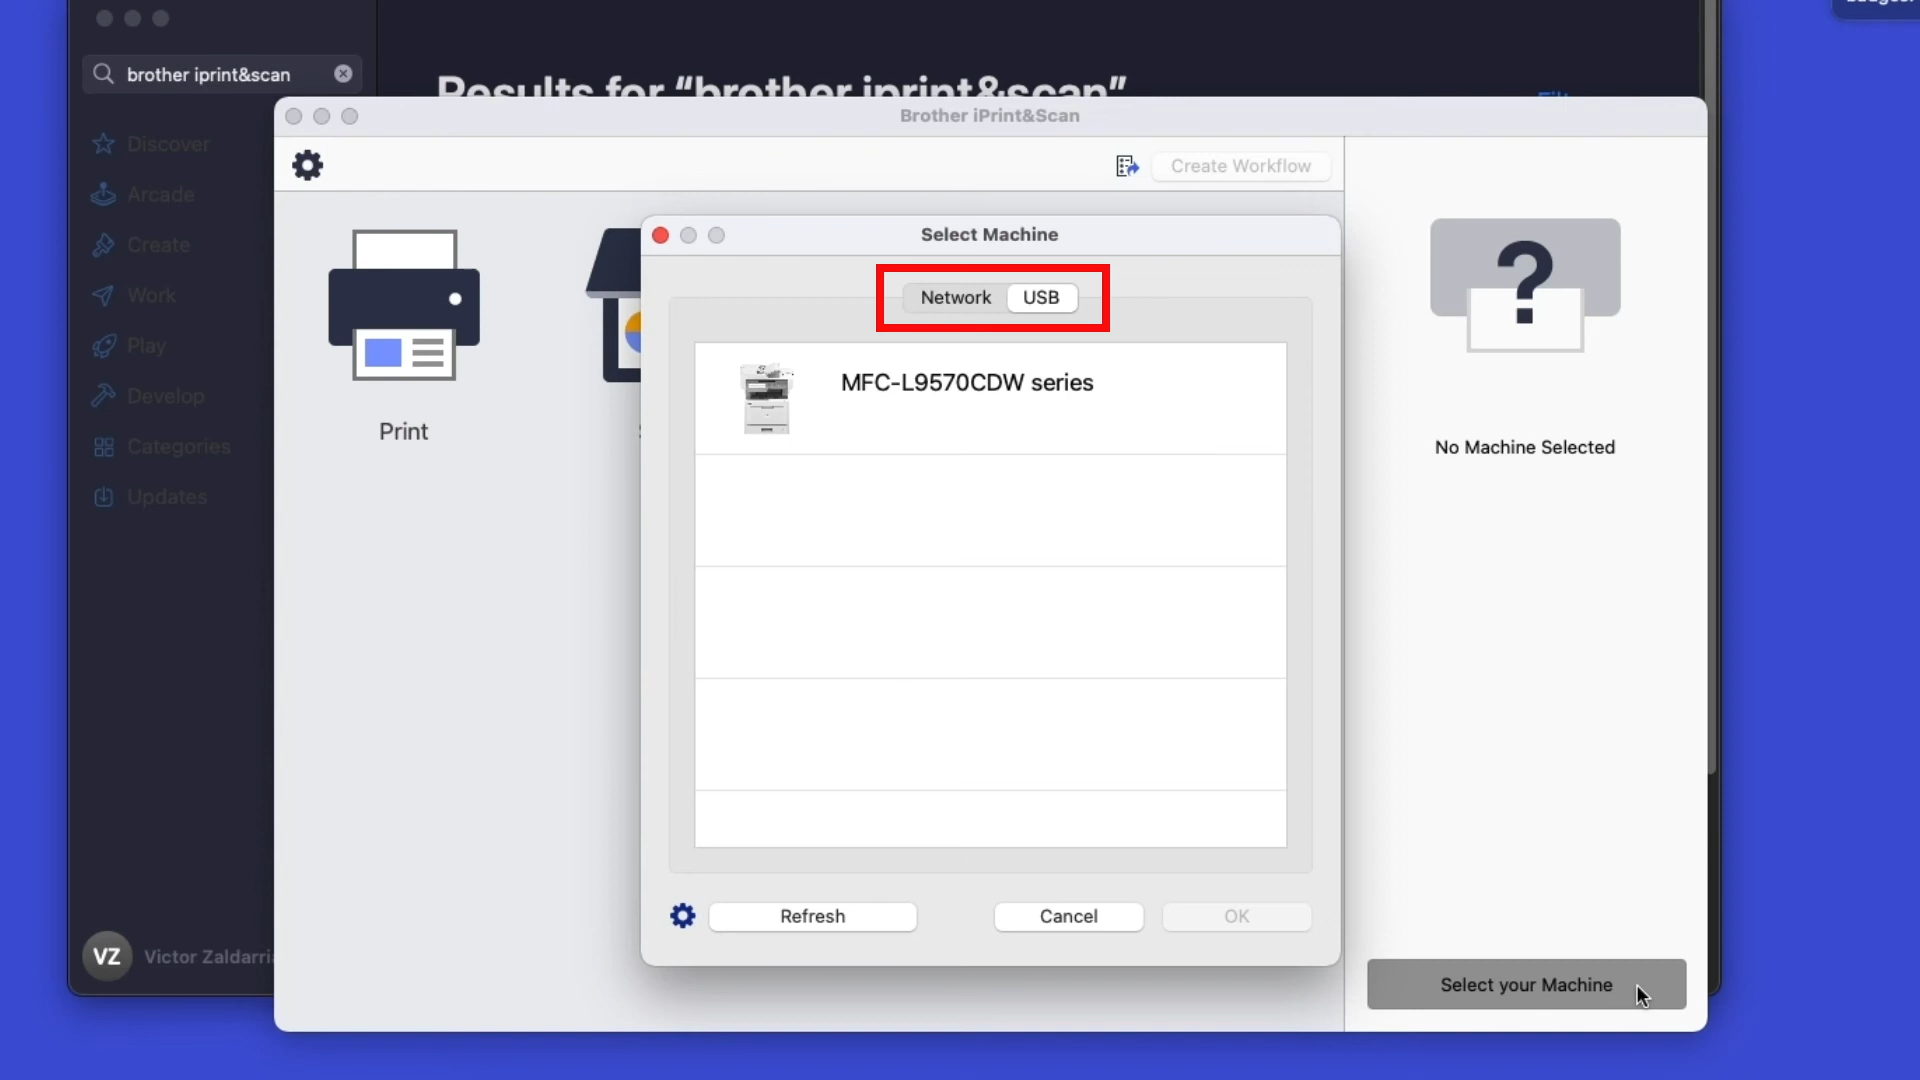 brother iprint&scan
Results for “brother iprint&scan”
Brother iPrint&Scan
Discover
Arcade
Create
Work
Play
Develop
Categories
Updates
VZ
Create Workflow
Print
Select Machine
Network
USB
MFC-L9570CDW series
Refresh
Cancel
OK
?
No Machine Selected
Select your Machine